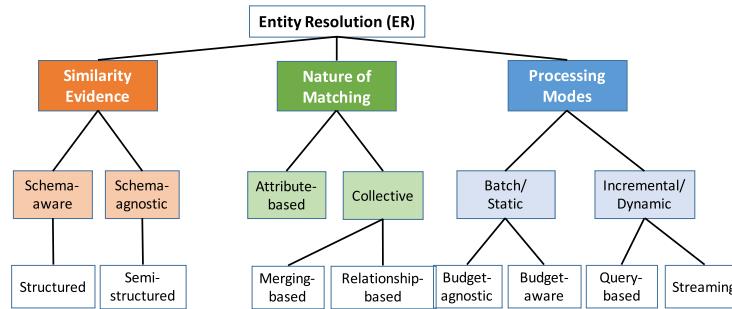 Entity Resolution (ER)
Similarity
Evidence
Nature of
Matching
Processing
Modes
Schema-
aware
Schema-
agnostic
Attribute-
based
Collective
Batch/
Static
Incremental/
Dynamic
Structured
Semi-
structured
Merging-
based
Relationship-
based
Budget-
agnostic
Budget-
aware
Query-
based
Streaming